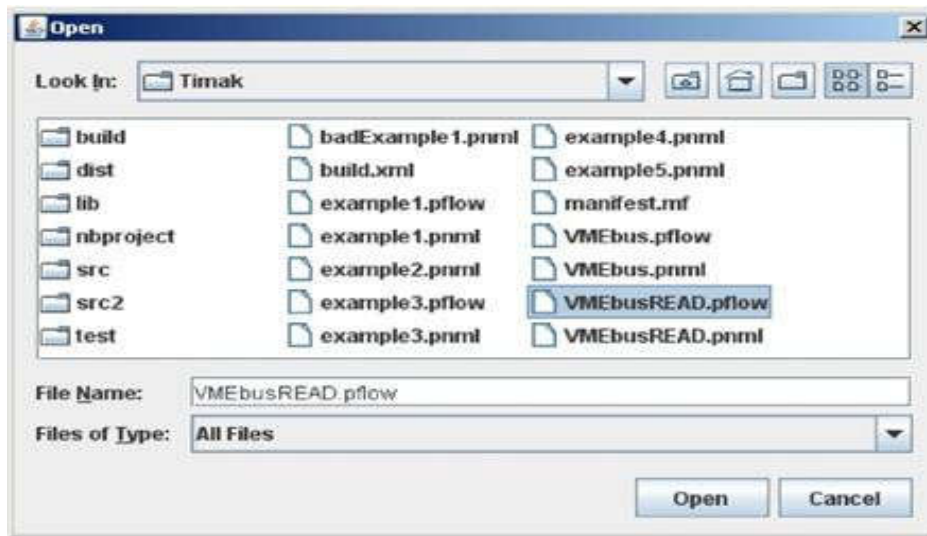 Open
Look In: Timak
build badExample1.pnml example4.pnml
dist build.xml example5.pnml
lib example1.pflow manifest.mf
nbproject example1.pnml VMEbus.pflow
src example2.pnml VMEbus.pnml
src2 example3.pflow VMEbusREAD.pflow
test example3.pnml VMEbusREAD.pnml
File Name: VMEbusREAD.pflow
Files of Type: All Files
Open Cancel